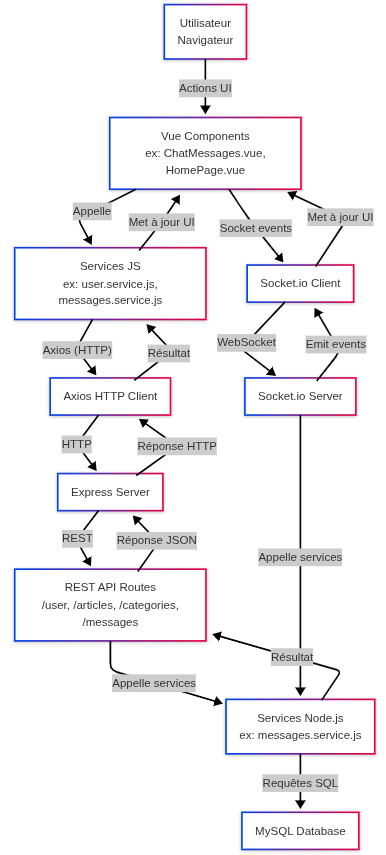 Utilisateur
Navigateur
Actions UI
Vue Components
ex: ChatMessages.vue,
HomePage.vue
Appelle
Met à jour UI
Socket events
Met à jour UI
Services JS
ex: user.service.js,
messages.service.js
Socket.io Client
Axios (HTTP)
Résultat
WebSocket
Emit events
Axios HTTP Client
Socket.io Server
HTTP
Réponse HTTP
Express Server
REST
Réponse JSON
Appelle services
REST API Routes
/user, /articles, /categories,
/messages
Résultat
Appelle services
Services Node.js
ex: messages.service.js
Requêtes SQL
MySQL Database